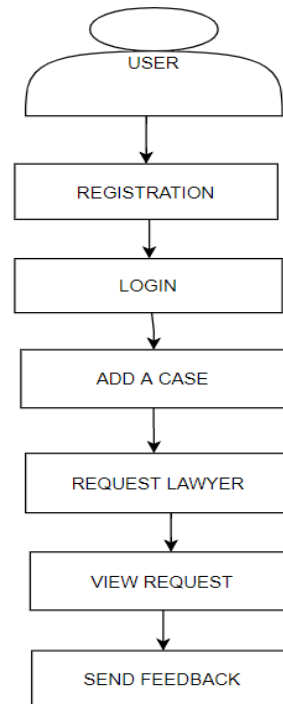 USER
REGISTRATION
LOGIN
ADD A CASE
REQUEST LAWYER
VIEW REQUEST
SEND FEEDBACK